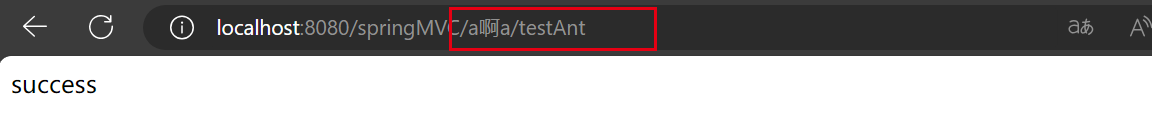 localhost:8080/springMVC/a啊a/testAnt
aあ
A
success